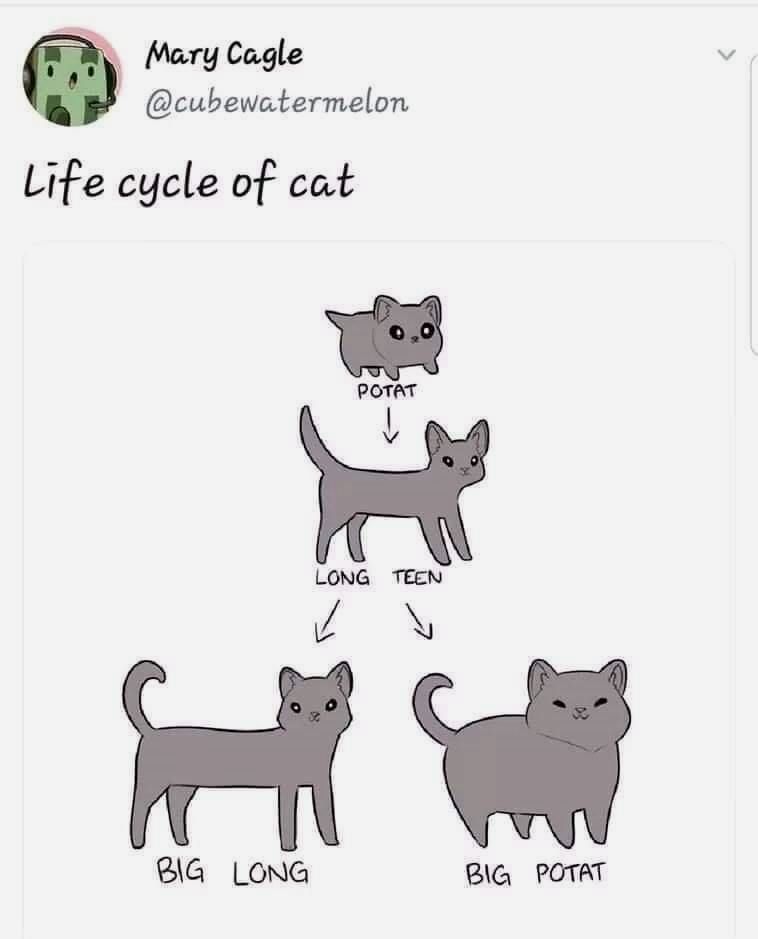 Mary Cagle
@cubewatermelon
Life cycle of cat
POTAT
LONG TEEN
BIG LONG
BIG POTAT